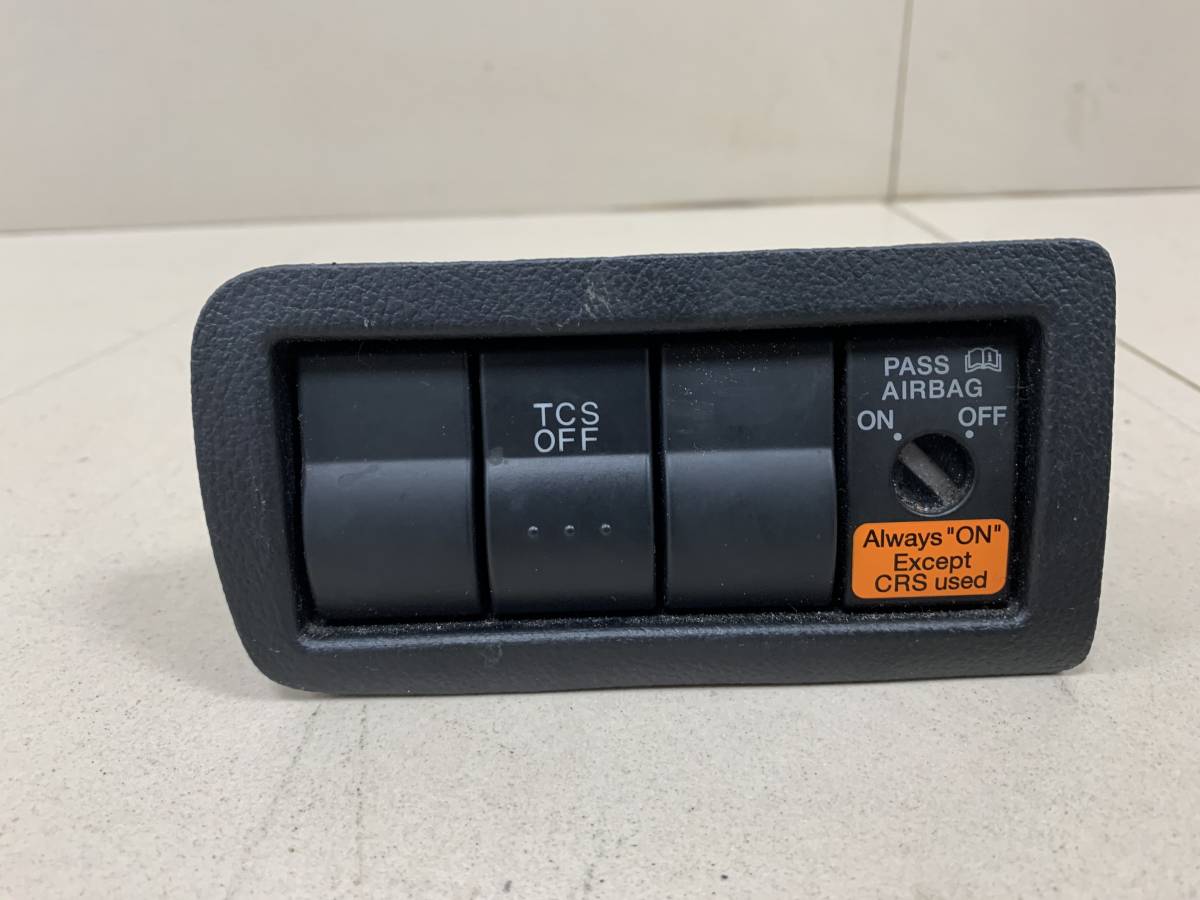 TCS
OFF
PASS
AIRBAG
ON OFF
Always "ON"
Except
CRS used